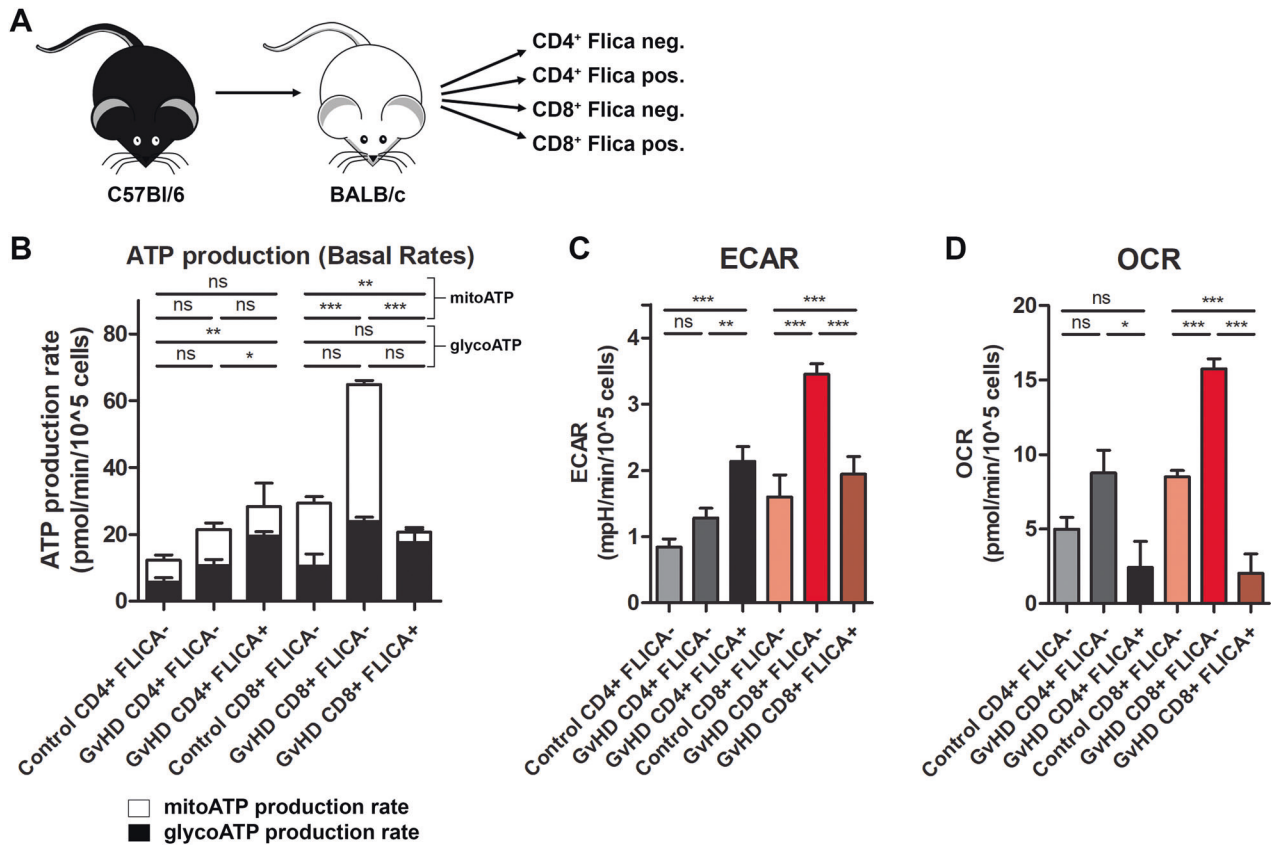 A
C57Bl/6
BALB/c
CD4⁺ Flica neg.
CD4⁺ Flica pos.
CD8⁺ Flica neg.
CD8⁺ Flica pos.
B
ATP production (Basal Rates)
ns
**
mitoATP
ns
ns
***
***
**
ns
glycoATP
ns
*
ns
ns
ATP production rate
(pmol/min/10^5 cells)
80
60
40
20
0
Control CD4+ FLICA-
GvHD CD4+ FLICA-
GvHD CD4+ FLICA+
Control CD8+ FLICA-
GvHD CD8+ FLICA-
GvHD CD8+ FLICA+
mitoATP production rate
glycoATP production rate
C
ECAR
***
***
ns
**
***
***
ECAR
(mpH/min/10^5 cells)
4
3
2
1
0
Control CD4+ FLICA-
GvHD CD4+ FLICA-
GvHD CD4+ FLICA+
Control CD8+ FLICA-
GvHD CD8+ FLICA-
GvHD CD8+ FLICA+
D
OCR
ns
***
ns
*
***
***
OCR
(pmol/min/10^5 cells)
20
15
10
5
0
Control CD4+ FLICA-
GvHD CD4+ FLICA-
GvHD CD4+ FLICA+
Control CD8+ FLICA-
GvHD CD8+ FLICA-
GvHD CD8+ FLICA+